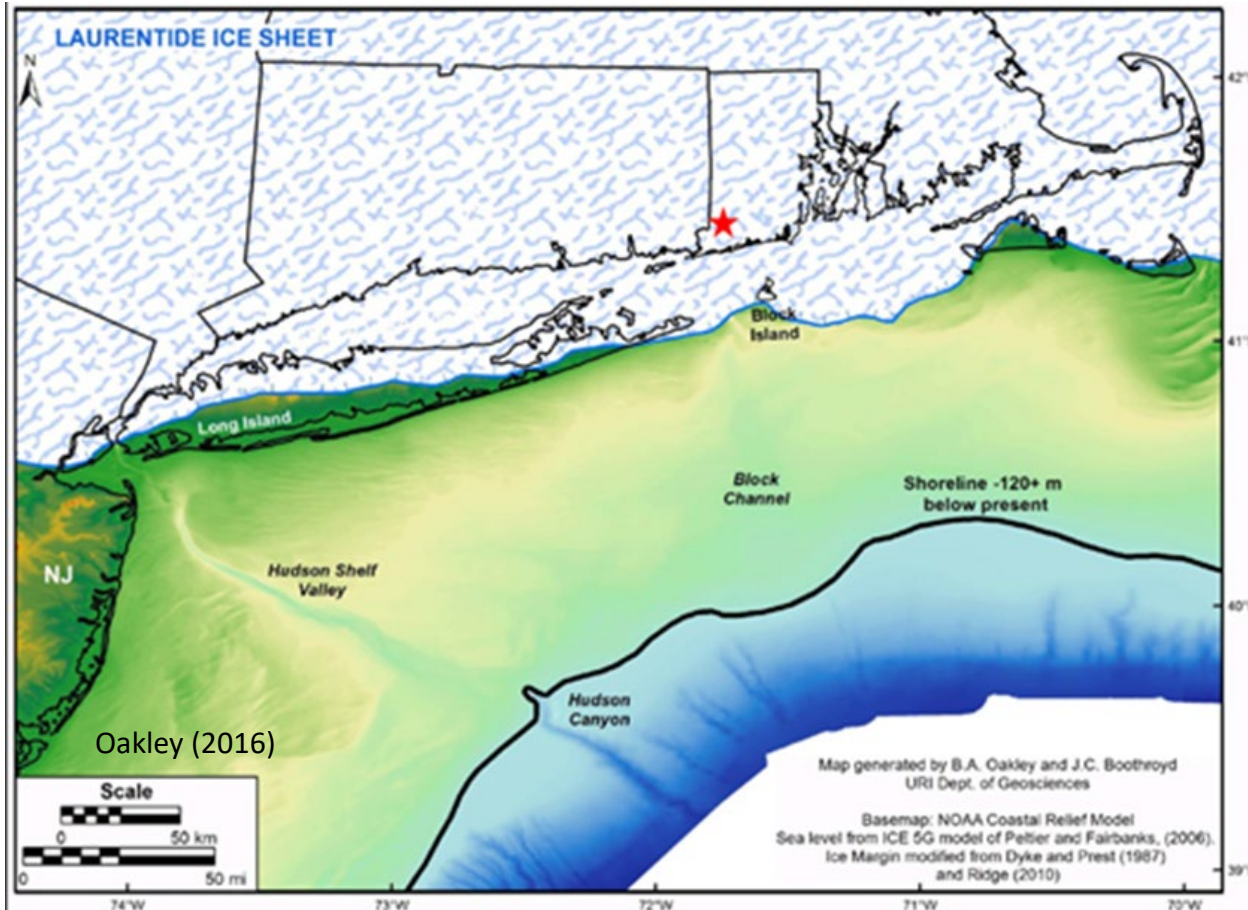 LAURENTIDE ICE SHEET
N
42°
Block
Island
41°
Long Island
Block
Channel
Shoreline -120+ m
below present
Hudson Shelf
Valley
NJ
40°
Hudson
Canyon
Oakley (2016)
Map generated by B.A. Oakley and J.C. Boothroyd
URI Dept. of Geosciences
Basemap: NOAA Coastal Relief Model
Sea level from ICE 5G model of Peltier and Fairbanks, (2006).
Ice Margin modified from Dyke and Prest (1987)
and Ridge (2010)
Scale
0 50 km
0 50 mi
39°
74°W 73°W 72°W 71°W 70°W